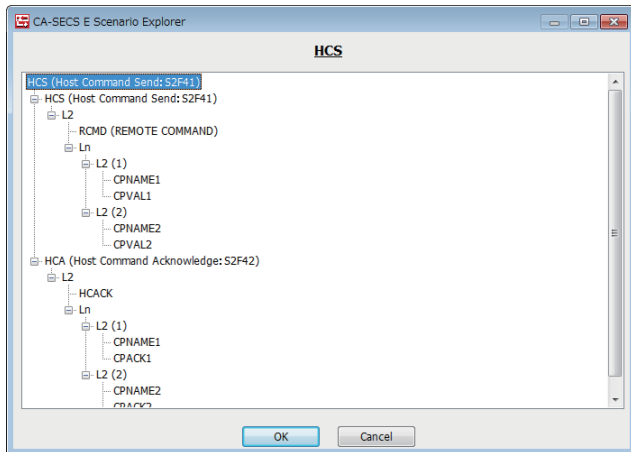 CA-SECS E Scenario Explorer
HCS
HCS (Host Command Send: S2F41)
HCS (Host Command Send: S2F41)
L2
RCMD (REMOTE COMMAND)
Ln
L2 (1)
CPNAME1
CPVAL1
L2 (2)
CPNAME2
CPVAL2
HCA (Host Command Acknowledge: S2F42)
L2
HCACK
Ln
L2 (1)
CPNAME1
CPACK1
L2 (2)
CPNAME2
CPACK2
OK Cancel